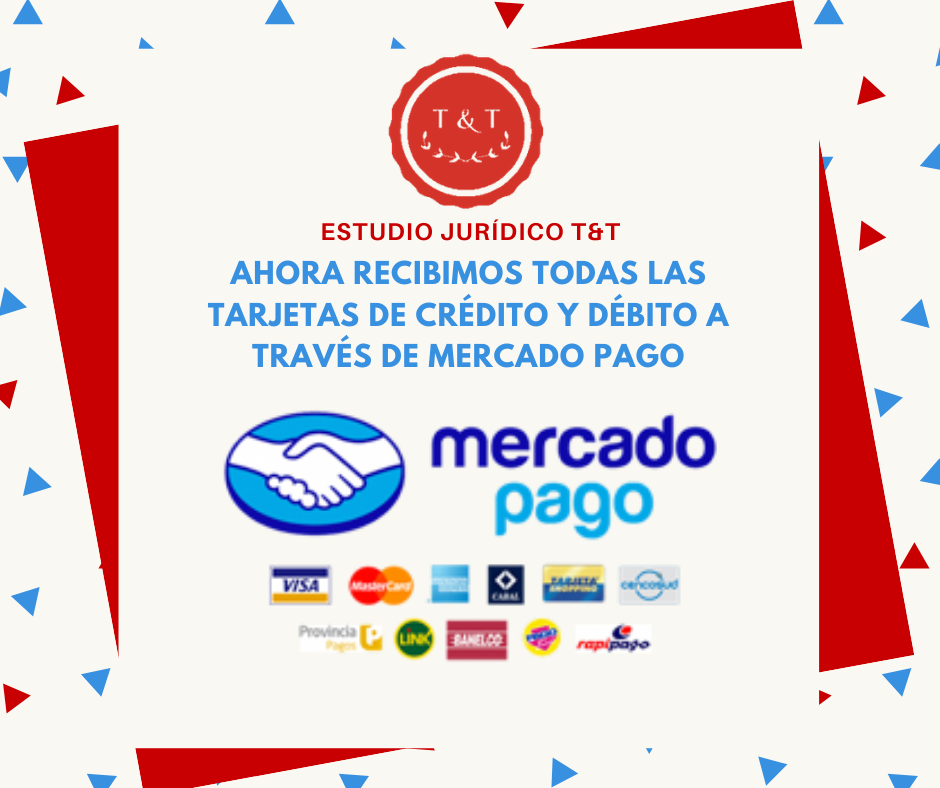 T & T
ESTUDIO JURÍDICO T&T
AHORA RECIBIMOS TODAS LAS
TARJETAS DE CRÉDITO Y DÉBITO A
TRAVÉS DE MERCADO PAGO
mercado
pago
VISA MasterCard CABAL TARJETA SHOPPING cencosud
Provincia Pagos LINK BANELCO rapipago